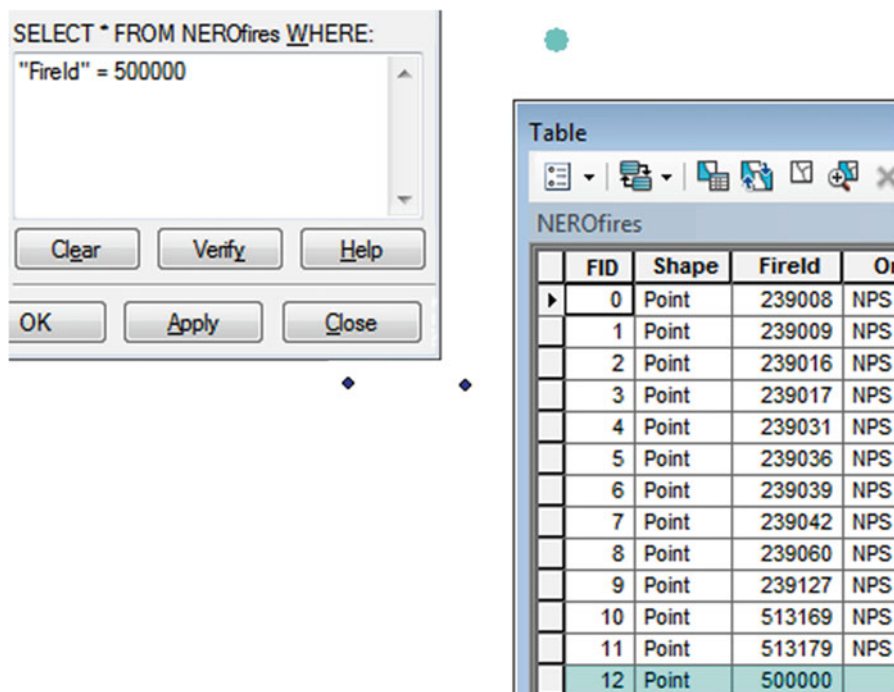 SELECT * FROM NEROfires WHERE:
"FireId" = 500000
Clear Verify Help
OK Apply Close
Table
NEROfires
FID Shape FireId
0 Point 239008 NPS
1 Point 239009 NPS
2 Point 239016 NPS
3 Point 239017 NPS
4 Point 239031 NPS
5 Point 239036 NPS
6 Point 239039 NPS
7 Point 239042 NPS
8 Point 239060 NPS
9 Point 239127 NPS
10 Point 513169 NPS
11 Point 513179 NPS
12 Point 500000